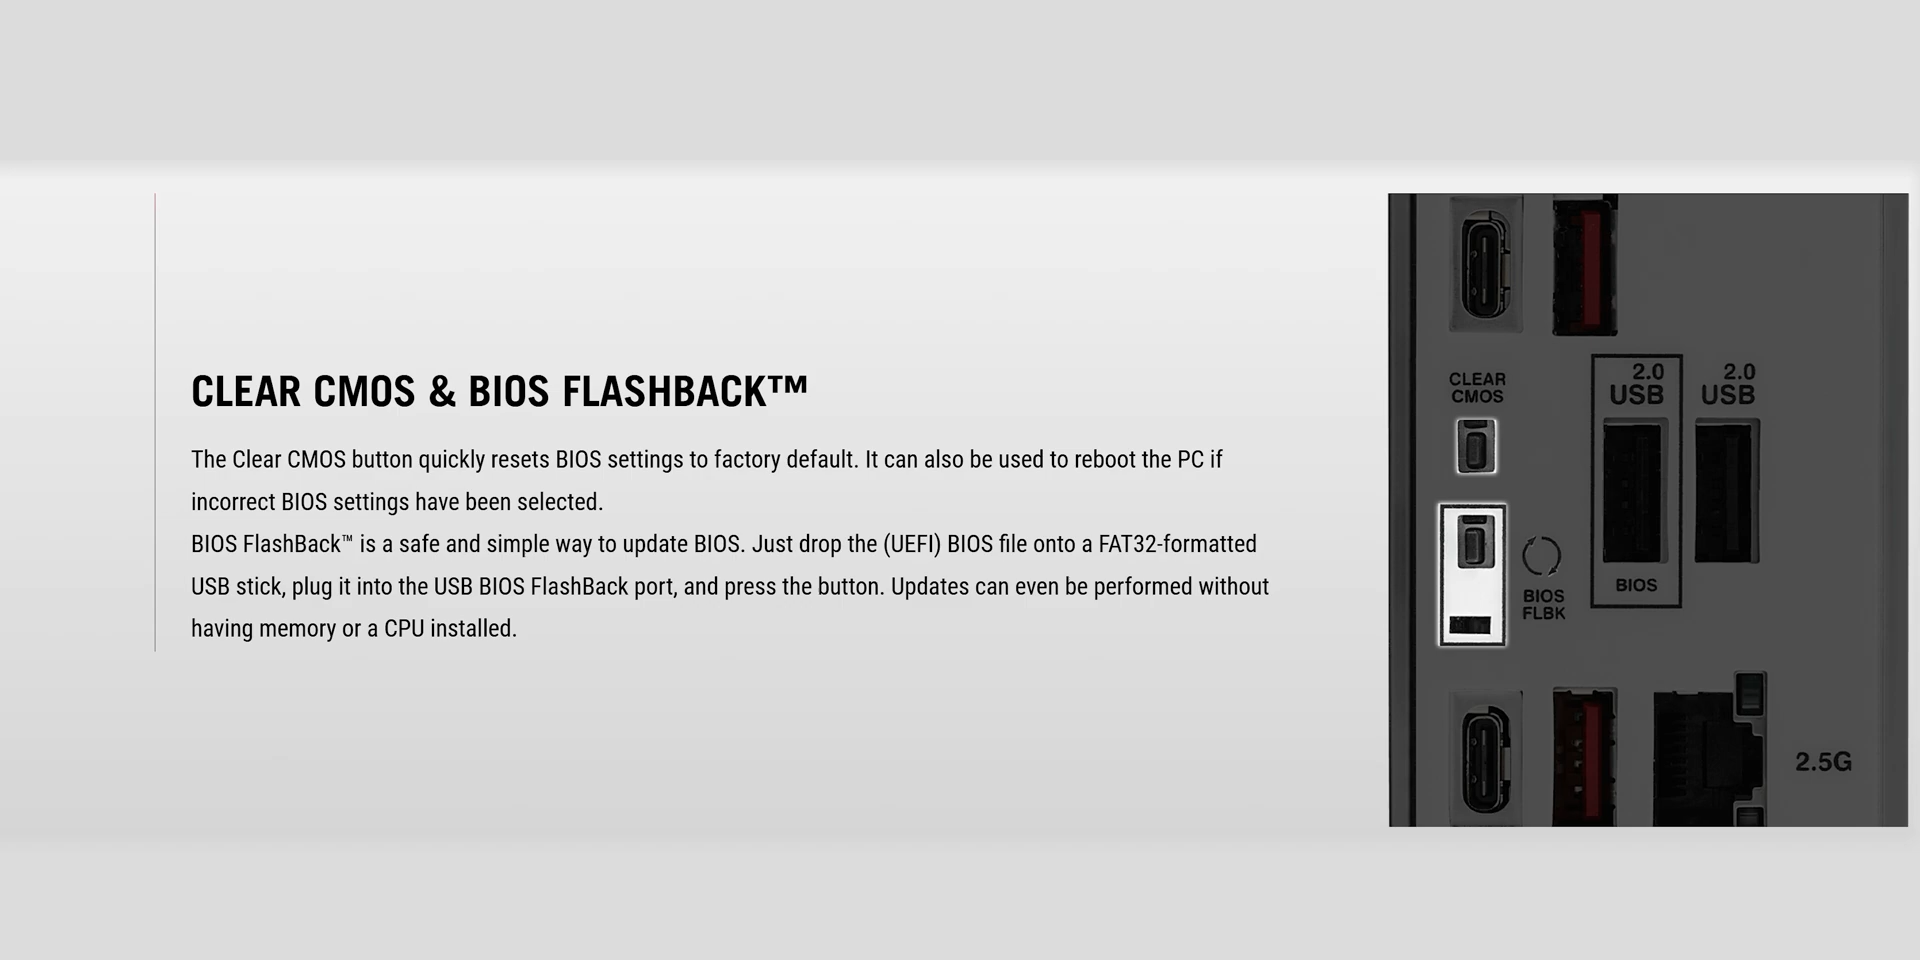 CLEAR CMOS & BIOS FLASHBACK™
The Clear CMOS button quickly resets BIOS settings to factory default. It can also be used to reboot the PC if
incorrect BIOS settings have been selected.
BIOS FlashBack™ is a safe and simple way to update BIOS. Just drop the (UEFI) BIOS file onto a FAT32-formatted
USB stick, plug it into the USB BIOS FlashBack port, and press the button. Updates can even be performed without
having memory or a CPU installed.
CLEAR
CMOS
2.0
USB
2.0
USB
BIOS
BIOS
FLBK
2.5G